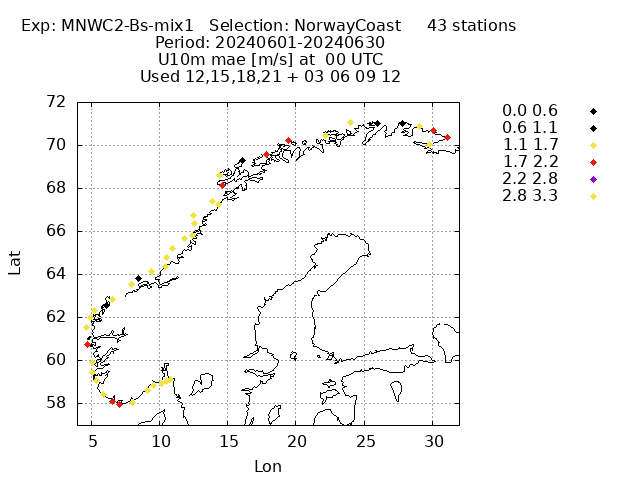 Exp: MNWC2-Bs-mix1 Selection: NorwayCoast 43 stations
Period: 20240601-20240630
U10m mae [m/s] at 00 UTC
Used 12,15,18,21 + 03 06 09 12
72
70
68
66
64
62
60
58
Lat
5 10 15 20 25 30
Lon
0.0 0.6
0.6 1.1
1.1 1.7
1.7 2.2
2.2 2.8
2.8 3.3